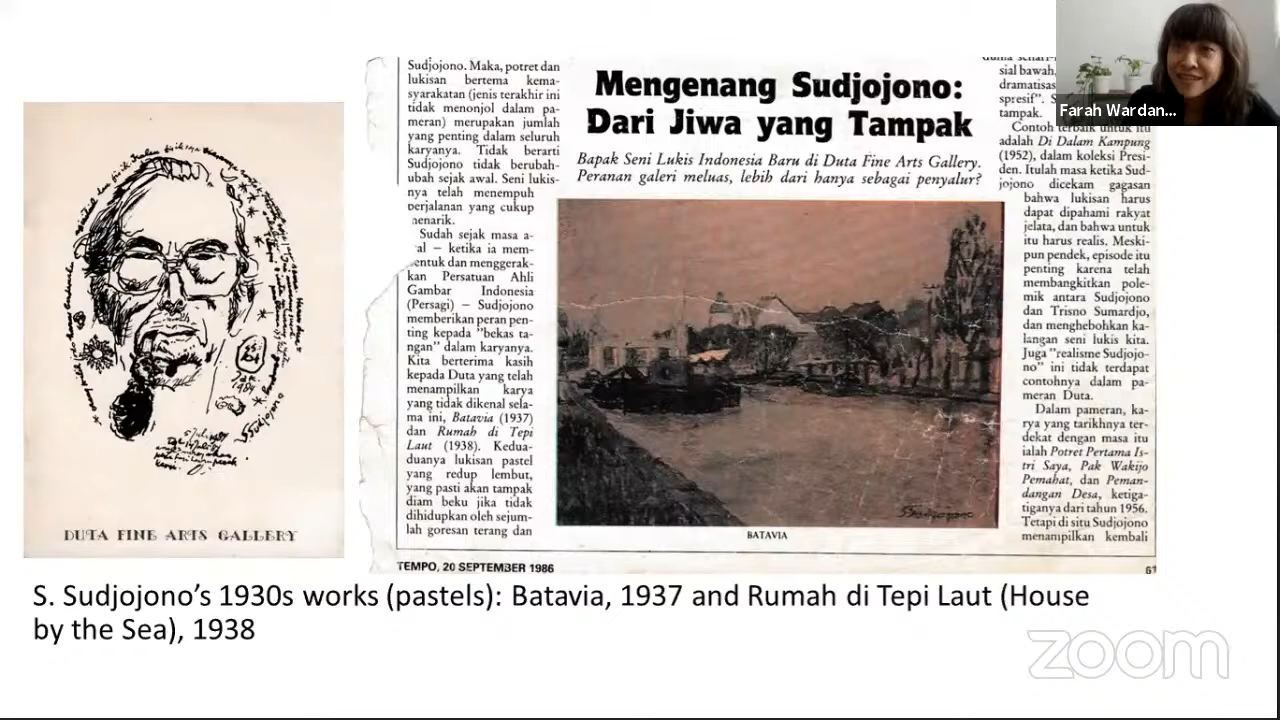 DUTA FINE ARTS GALLERY
Sudjojono. Maka, potret dan
lukisan bertema kema-
syarakatan (jenis terakhir ini
tidak menonjol dalam pa-
meran) merupakan jumlah
yang penting dalam seluruh
karyanya. Tidak berarti
Sudjojono tidak berubah-
ubah sejak awal. Seni lukis-
nya telah menempuh
perjalanan yang cukup
menarik.
Sudah sejak masa a-
al – ketika ia mem-
entuk dan menggerak-
kan Persatuan Ahli
Gambar Indonesia
(Persagi) – Sudjojono
memberikan peran pen-
ting kepada "bekas ta-
ngan" dalam karyanya.
Kita berterima kasih
kepada Duta yang telah
menampilkan karya
yang tidak dikenal sela-
ma ini, Batavia (1937)
dan Rumah di Tepi
Laut (1938). Kedua-
duanya lukisan pastel
yang redup lembut,
yang pasti akan tampak
diam beku jika tidak
dihidupkan oleh sejum-
lah goresan terang dan
Mengenang Sudjojono:
Dari Jiwa yang Tampak
Bapak Seni Lukis Indonesia Baru di Duta Fine Arts Gallery.
Peranan galeri meluas, lebih dari hanya sebagai penyalur?
BATAVIA
sial bawah,
dramatisas
spresif". S
tampak.
Contoh terbaik untuk itu
adalah Di Dalam Kampung
(1952), dalam koleksi Presi-
den. Itulah masa ketika Sud-
jojono dicekam gagasan
bahwa lukisan harus
dapat dipahami rakyat
jelata, dan bahwa untuk
itu harus realis. Meski-
pun pendek, episode itu
penting karena telah
membangkitkan pole-
mik antara Sudjojono
dan Trisno Sumardjo,
dan menghebohkan ka-
langan seni lukis kita.
Juga "realisme Sudjojo-
no" ini tidak terdapat
contohnya dalam pa-
meran Duta.
Dalam pameran, ka-
rya yang tarikhnya ter-
dekat dengan masa itu
ialah Potret Pertama Is-
tri Saya, Pak Wakijo
Pemahat, dan Peman-
dangan Desa, ketiga-
tiganya dari tahun 1956.
Tetapi di situ Sudjojono
menampilkan kembali
TEMPO, 20 SEPTEMBER 1986
Farah Wardan...
S. Sudjojono's 1930s works (pastels): Batavia, 1937 and Rumah di Tepi Laut (House
by the Sea), 1938
zoom